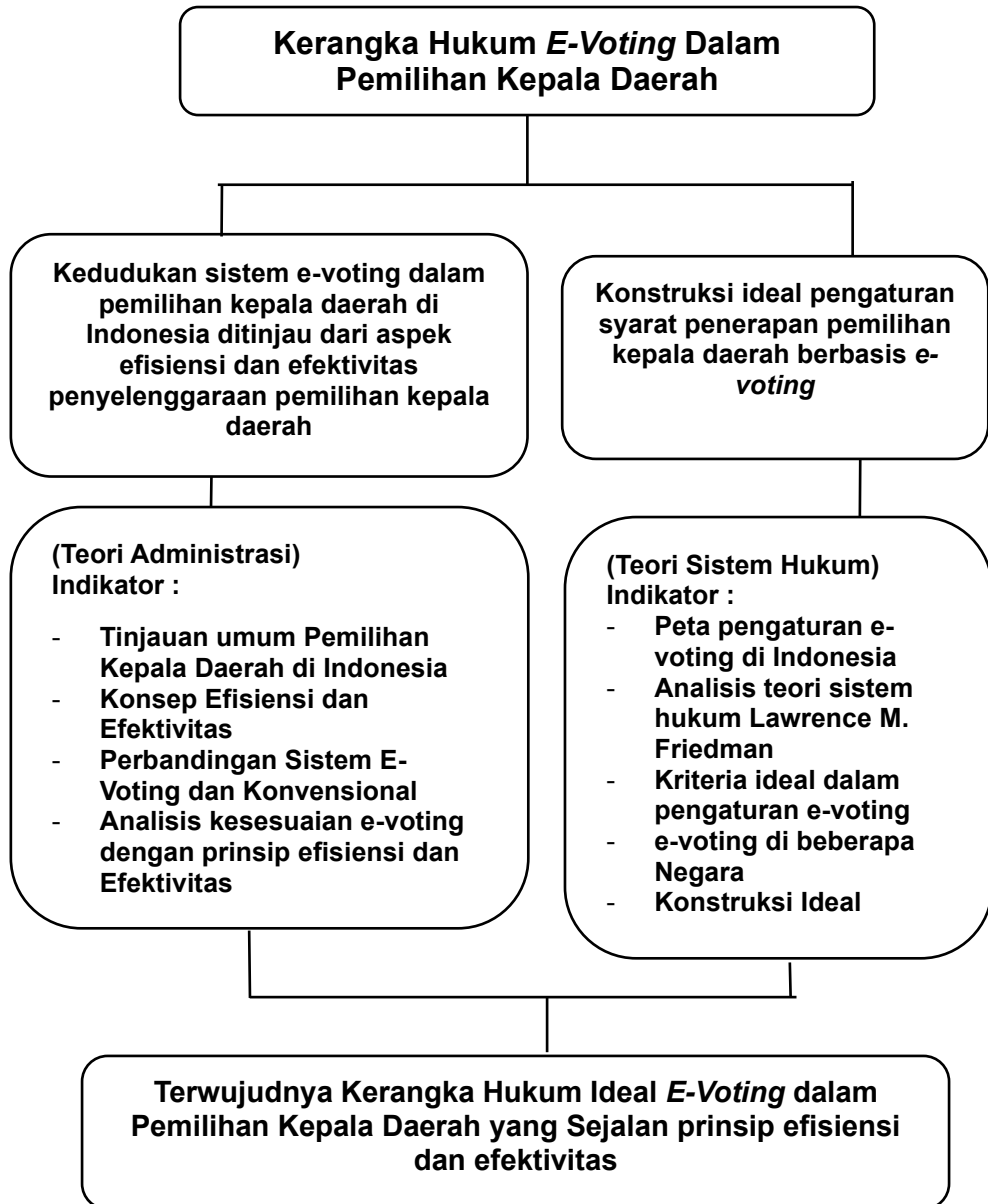 Kerangka Hukum E-Voting Dalam
Pemilihan Kepala Daerah
Kedudukan sistem e-voting dalam
pemilihan kepala daerah di
Indonesia ditinjau dari aspek
efisiensi dan efektivitas
penyelenggaraan pemilihan kepala
daerah
Konstruksi ideal pengaturan
syarat penerapan pemilihan
kepala daerah berbasis e-
voting
(Teori Administrasi)
Indikator :
- Tinjauan umum Pemilihan
Kepala Daerah di Indonesia
- Konsep Efisiensi dan
Efektivitas
- Perbandingan Sistem E-
Voting dan Konvensional
- Analisis kesesuaian e-voting
dengan prinsip efisiensi dan
Efektivitas
(Teori Sistem Hukum)
Indikator :
- Peta pengaturan e-
voting di Indonesia
- Analisis teori sistem
hukum Lawrence M.
Friedman
- Kriteria ideal dalam
pengaturan e-voting
- e-voting di beberapa
Negara
- Konstruksi Ideal
Terwujudnya Kerangka Hukum Ideal E-Voting dalam
Pemilihan Kepala Daerah yang Sejalan prinsip efisiensi
dan efektivitas